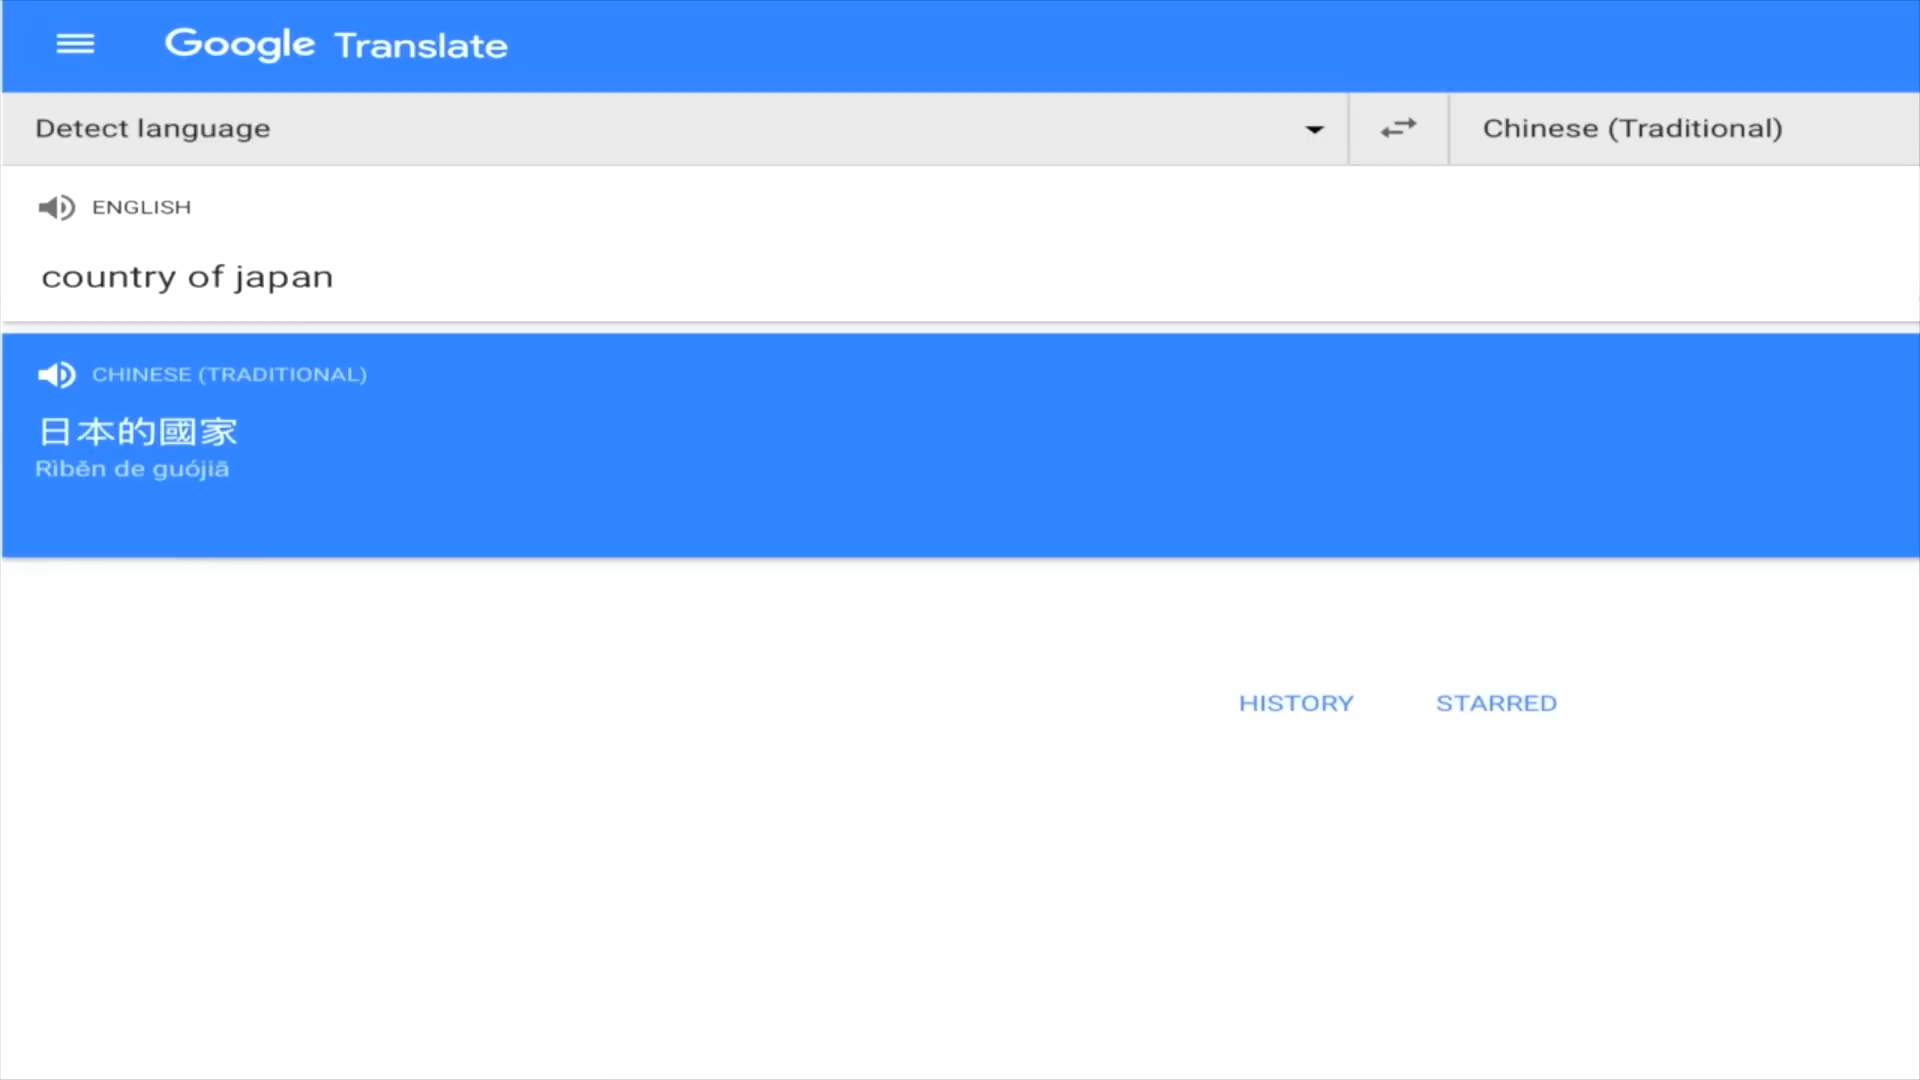 Google Translate
Detect language
Chinese (Traditional)
ENGLISH
country of japan
CHINESE (TRADITIONAL)
日本的國家
Rìběn de guójiā
HISTORY STARRED